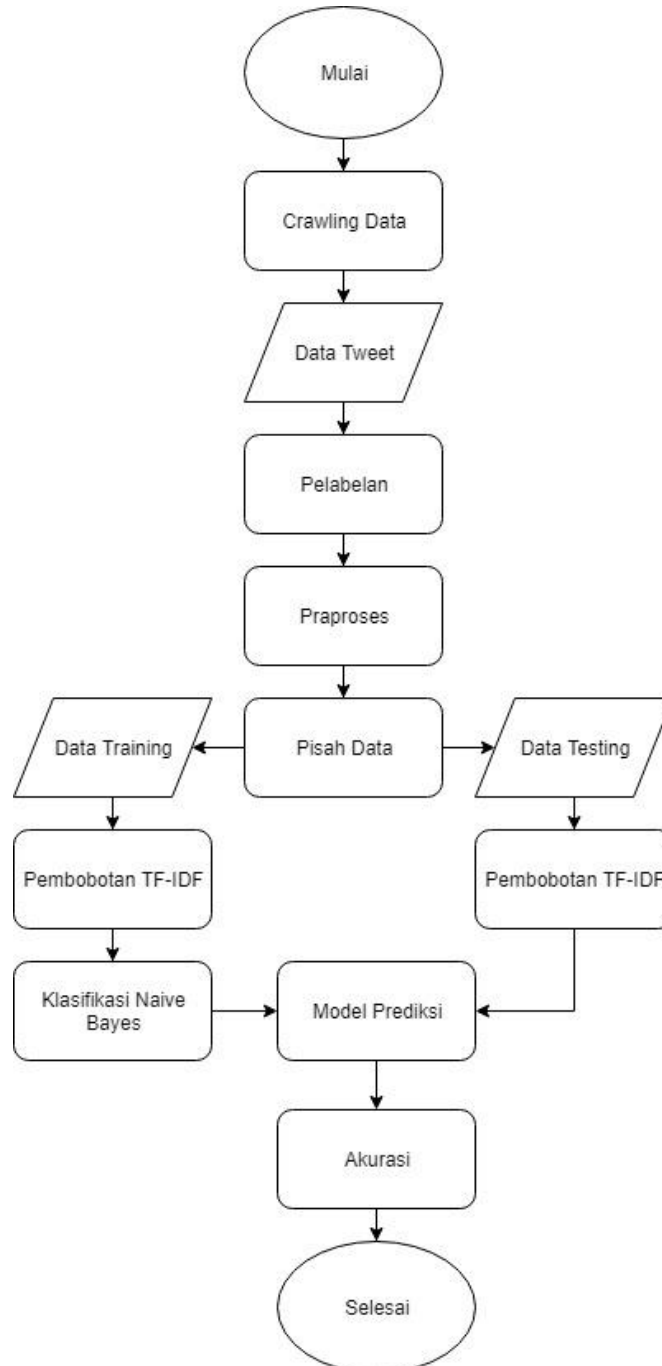 Mulai
Crawling Data
Data Tweet
Pelabelan
Praproses
Data Training
Pisah Data
Data Testing
Pembobotan TF-IDF
Pembobotan TF-IDF
Klasifikasi Naive
Bayes
Model Prediksi
Akurasi
Selesai